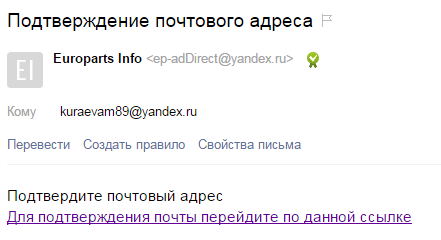 Подтверждение почтового адреса
EI
Europarts Info <ep-adDirect@yandex.ru>
Кому kuraevam89@yandex.ru
Перевести Создать правило Свойства письма
Подтвердите почтовый адрес
Для подтверждения почты перейдите по данной ссылке